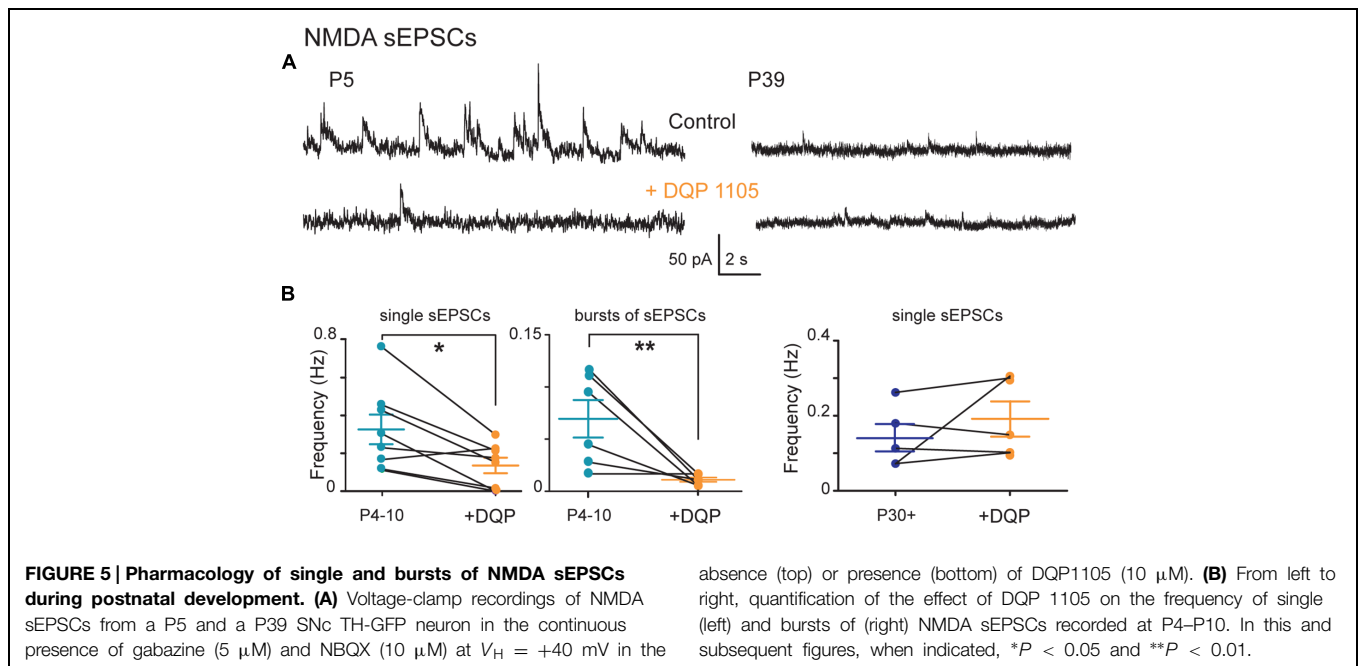 NMDA sEPSCs
A
P5
P39
Control
+ DQP 1105
50 pA
2 s
B
single sEPSCs
bursts of sEPSCs
single sEPSCs
0.8
*
Frequency (Hz)
0
P4-10
+DQP
0.15
**
0
P4-10
+DQP
0.4
0.2
Frequency (Hz)
0
P30+
+DQP
FIGURE 5 | Pharmacology of single and bursts of NMDA sEPSCs
during postnatal development. (A) Voltage-clamp recordings of NMDA
sEPSCs from a P5 and a P39 SNc TH-GFP neuron in the continuous
presence of gabazine (5 μM) and NBQX (10 μM) at VH = +40 mV in the
absence (top) or presence (bottom) of DQP1105 (10 μM). (B) From left to
right, quantification of the effect of DQP 1105 on the frequency of single
(left) and bursts of (right) NMDA sEPSCs recorded at P4–P10. In this and
subsequent figures, when indicated, *P < 0.05 and **P < 0.01.